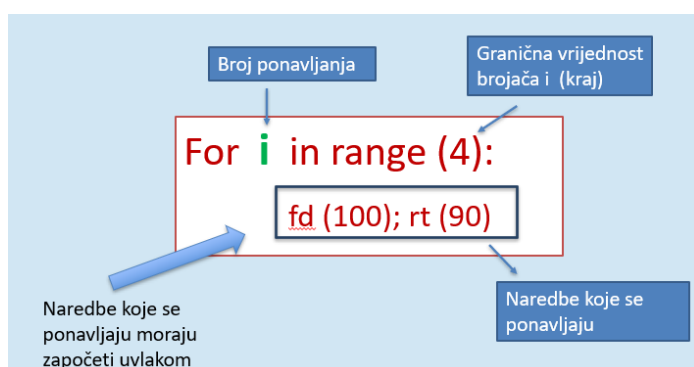 Broj ponavljanja
Granična vrijednost
brojača i  (kraj)
For i in range (4):
fd (100); rt (90)
Naredbe koje se
ponavljaju moraju
započeti uvlakom
Naredbe koje se
ponavljaju